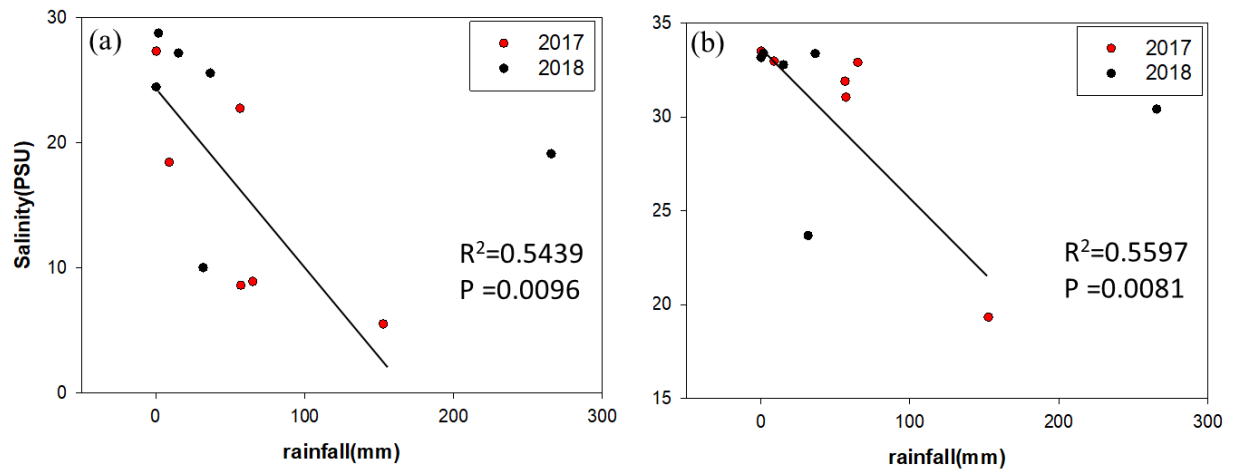 (a)
2017
2018
30
20
10
0
Salinity(PSU)
R²=0.5439
P =0.0096
0 100 200 300
rainfall(mm)
(b)
2017
2018
35
30
25
20
15
R²=0.5597
P =0.0081
0 100 200 300
rainfall(mm)